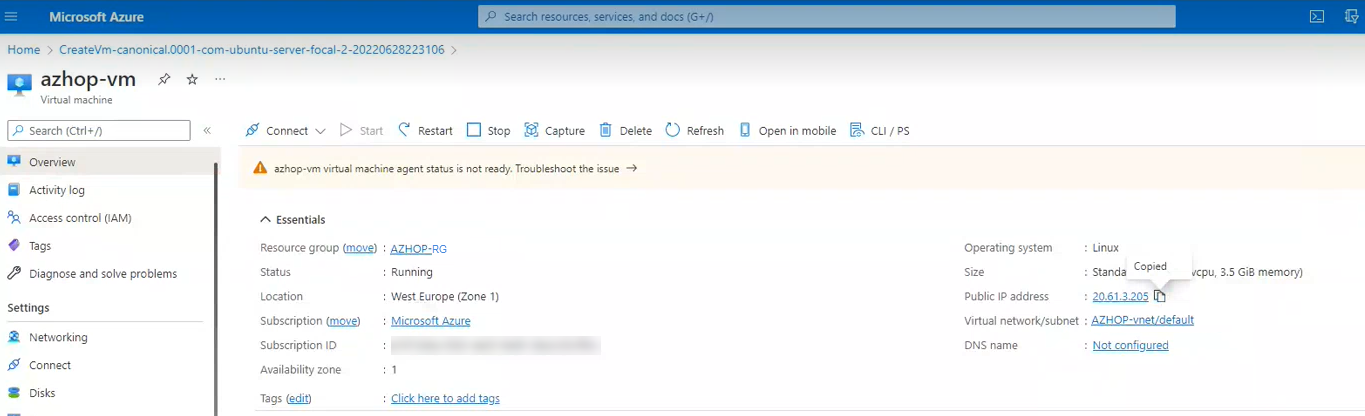 Microsoft Azure
Search resources, services, and docs (G+/)
Home > CreateVm-canonical.0001-com-ubuntu-server-focal-2-20220628223106 >
azhop-vm ...
Virtual machine
Search (Ctrl+/) «
Connect Start Restart Stop Capture Delete Refresh Open in mobile CLI / PS
Overview
Activity log
Access control (IAM)
Tags
Diagnose and solve problems
Settings
Networking
Connect
Disks
azhop-vm virtual machine agent status is not ready. Troubleshoot the issue →
Essentials
Resource group (move) : AZHOP-RG
Status : Running
Location : West Europe (Zone 1)
Subscription (move) : Microsoft Azure
Subscription ID :
Availability zone : 1
Tags (edit) : Click here to add tags
Operating system : Linux
Copied
Size : vcpu, 3.5 GiB memory)
Public IP address : 20.61.3.205
Virtual network/subnet : AZHOP-vnet/default
DNS name : Not configured